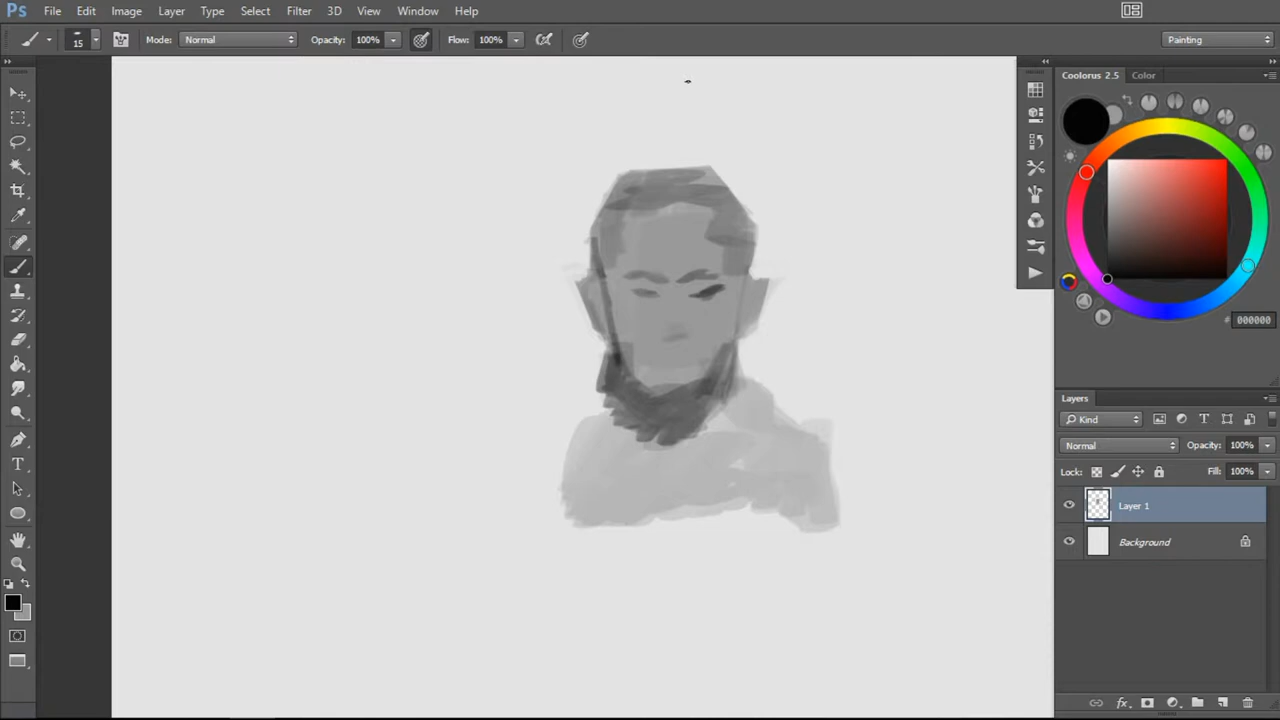 Ps File Edit Image Layer Type Select Filter 3D View Window Help
15 Mode: Normal Opacity: 100% Flow: 100% Painting
Coolorus 2.5 Color
# 000000
Layers
Kind
Normal Opacity: 100%
Lock: Fill: 100%
Layer 1
Background